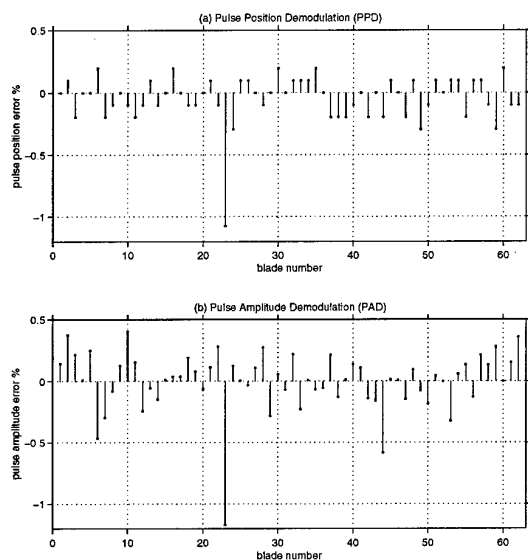 (a) Pulse Position Demodulation (PPD)
0.5
0
−0.5
−1
pulse position error %
0 10 20 30 40 50 60
blade number
(b) Pulse Amplitude Demodulation (PAD)
0.5
0
−0.5
−1
pulse amplitude error %
0 10 20 30 40 50 60
blade number